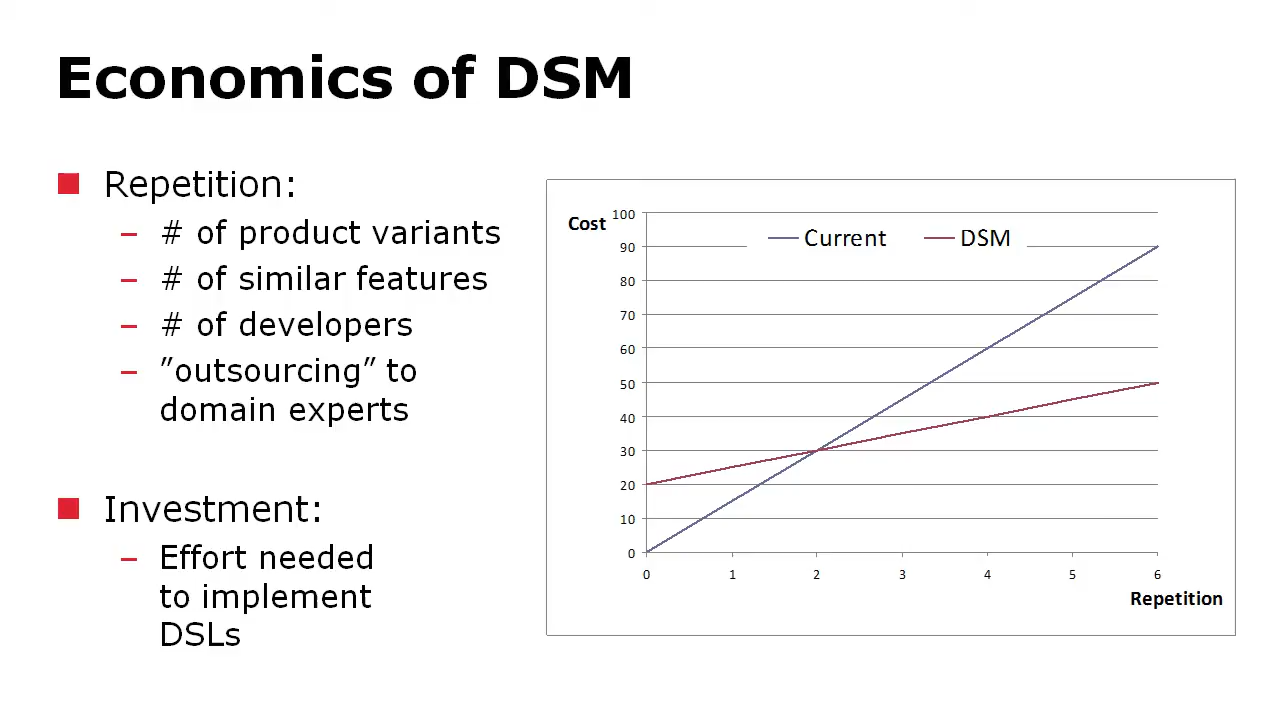 Economics of DSM
Repetition:
– # of product variants
– # of similar features
– # of developers
– ”outsourcing” to
domain experts
Investment:
– Effort needed
to implement
DSLs
Cost
100
90
80
70
60
50
40
30
20
10
0
Current
DSM
0 1 2 3 4 5 6
Repetition